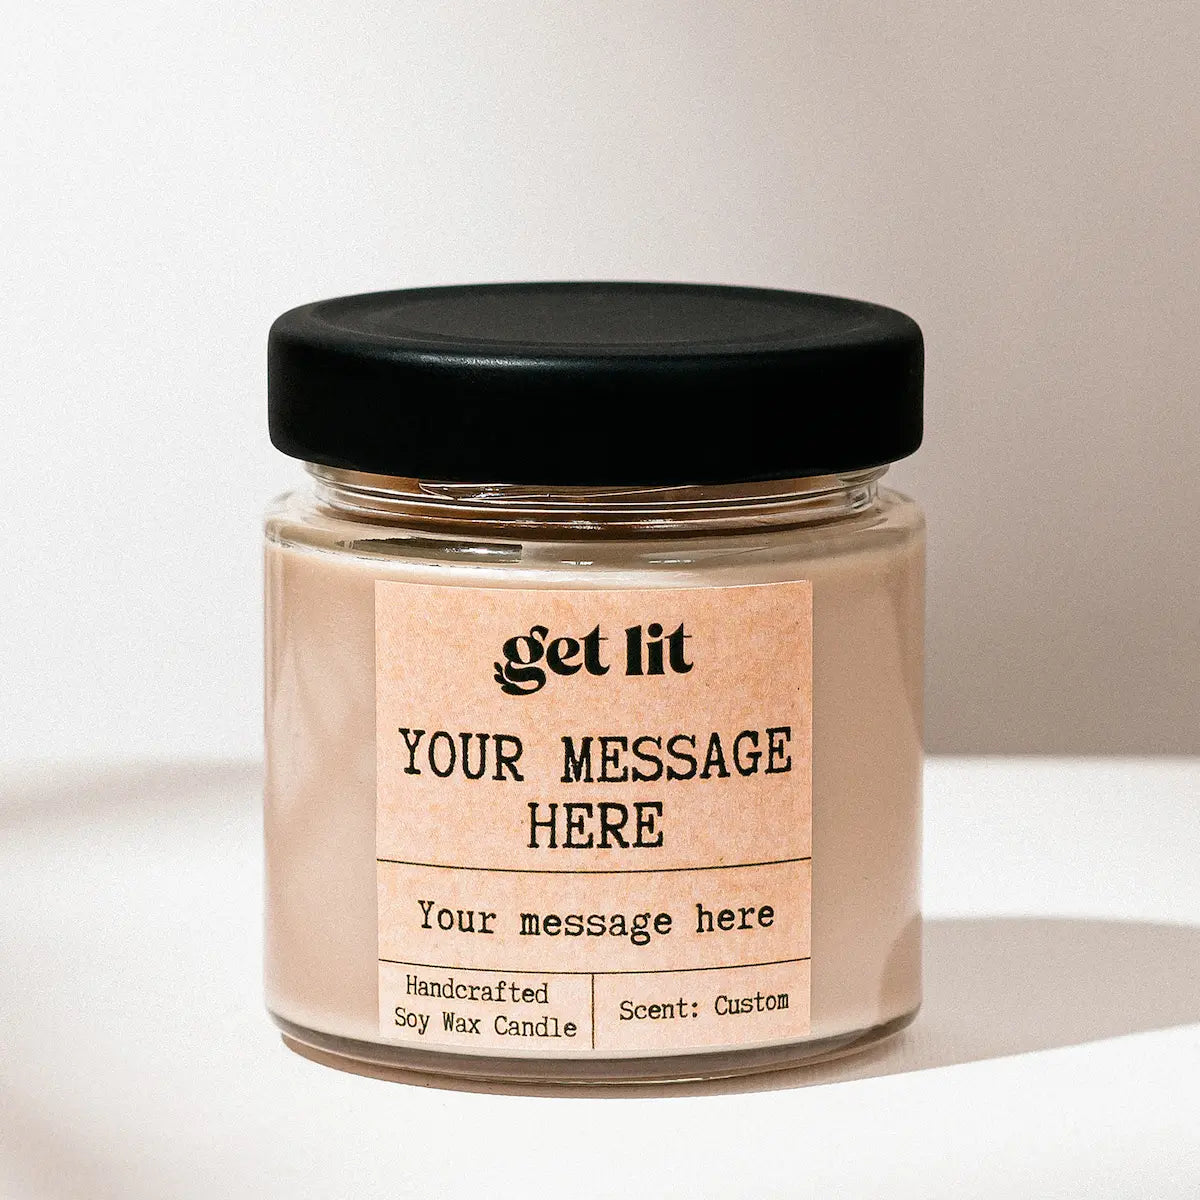 get lit
YOUR MESSAGE
HERE
Your message here
Handcrafted
Soy Wax Candle
Scent: Custom